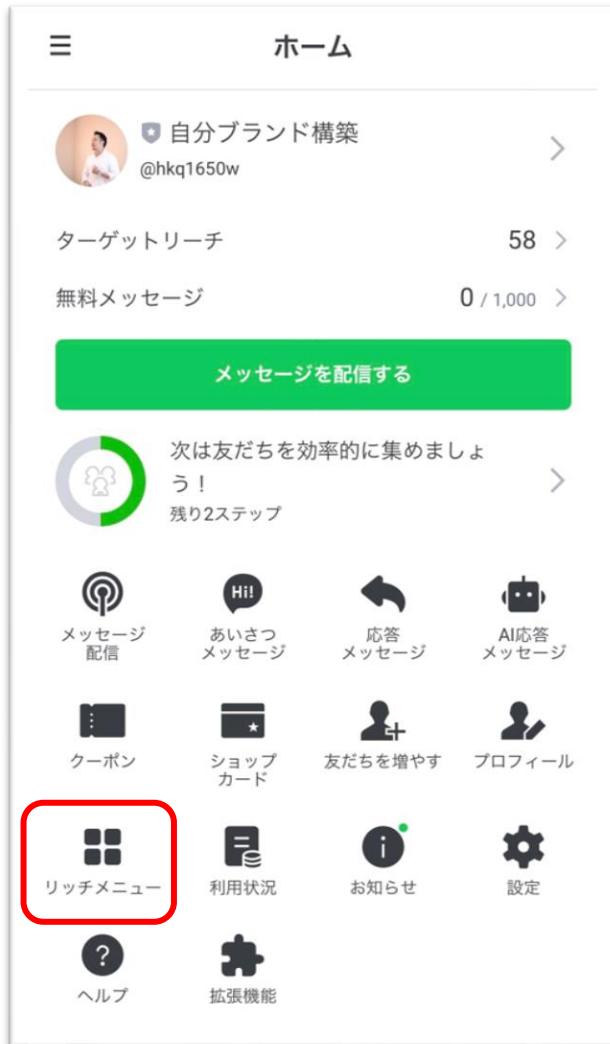 ホーム
自分ブランド構築
@hkq1650w
ターゲットリーチ 58
無料メッセージ 0 / 1,000
メッセージを配信する
次は友だちを効率的に集めましょ
う！
残り2ステップ
Hi!
メッセージ
配信
あいさつ
メッセージ
応答
メッセージ
AI応答
メッセージ
クーポン
ショップ
カード
友だちを増やす
プロフィール
リッチメニュー
利用状況
お知らせ
設定
ヘルプ
拡張機能